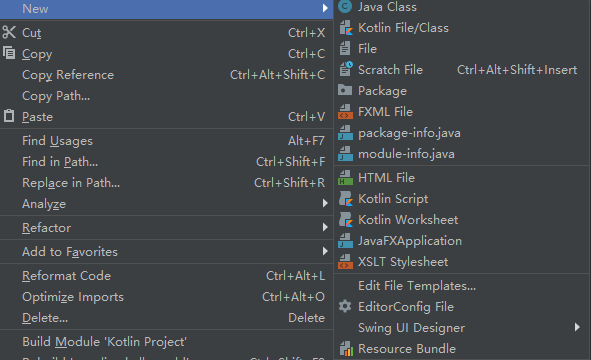 New
Cut Ctrl+X
Copy Ctrl+C
Copy Reference Ctrl+Alt+Shift+C
Copy Path...
Paste Ctrl+V
Find Usages Alt+F7
Find in Path... Ctrl+Shift+F
Replace in Path... Ctrl+Shift+R
Analyze
Refactor
Add to Favorites
Reformat Code Ctrl+Alt+L
Optimize Imports Ctrl+Alt+O
Delete... Delete
Build Module 'Kotlin Project'
Java Class
Kotlin File/Class
File
Scratch File Ctrl+Alt+Shift+Insert
Package
FXML File
package-info.java
module-info.java
HTML File
Kotlin Script
Kotlin Worksheet
JavaFXApplication
XSLT Stylesheet
Edit File Templates...
EditorConfig File
Swing UI Designer
Resource Bundle